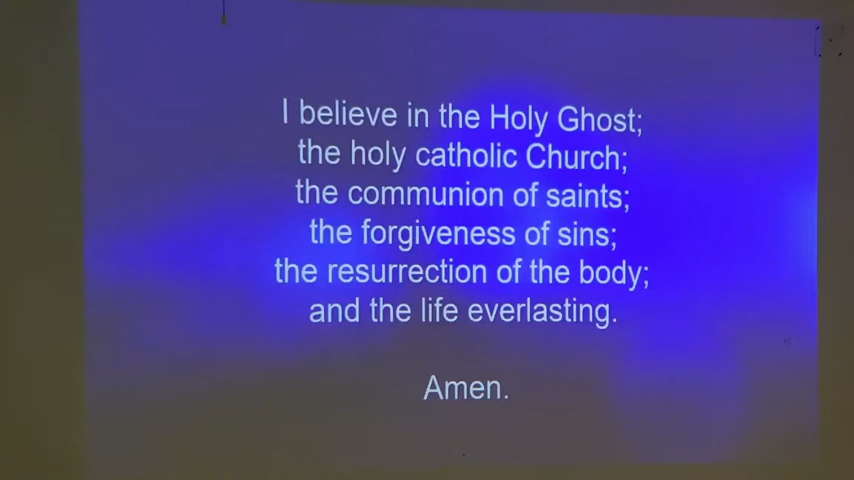 I believe in the Holy Ghost;
the holy catholic Church;
the communion of saints;
the forgiveness of sins;
the resurrection of the body;
and the life everlasting.
Amen.